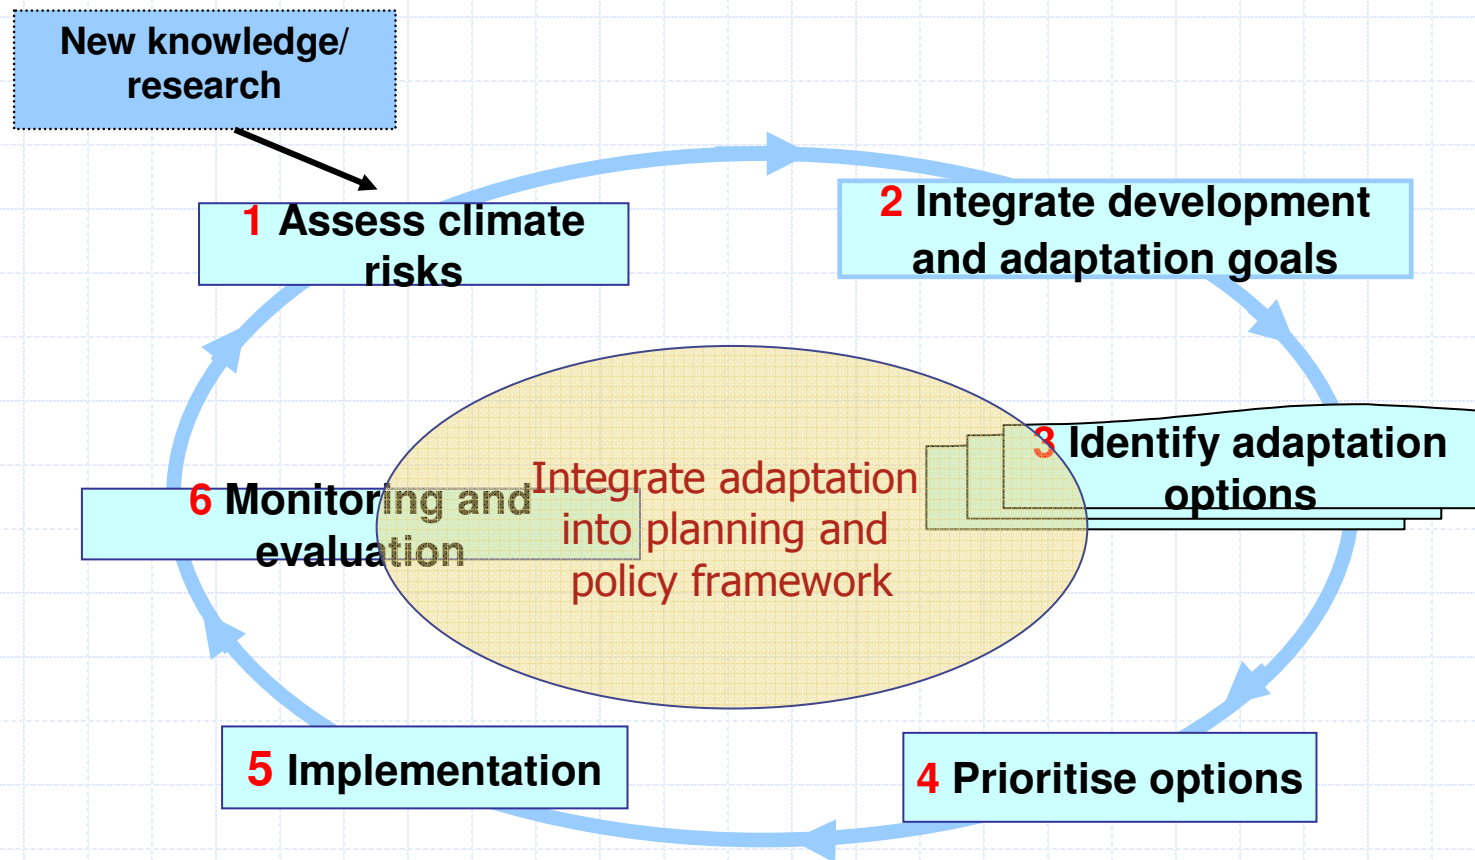 New knowledge/
research
1 Assess climate
risks
2 Integrate development
and adaptation goals
3 Identify adaptation
options
4 Prioritise options
5 Implementation
6 Monitoring and
evaluation
Integrate adaptation
into planning and
policy framework